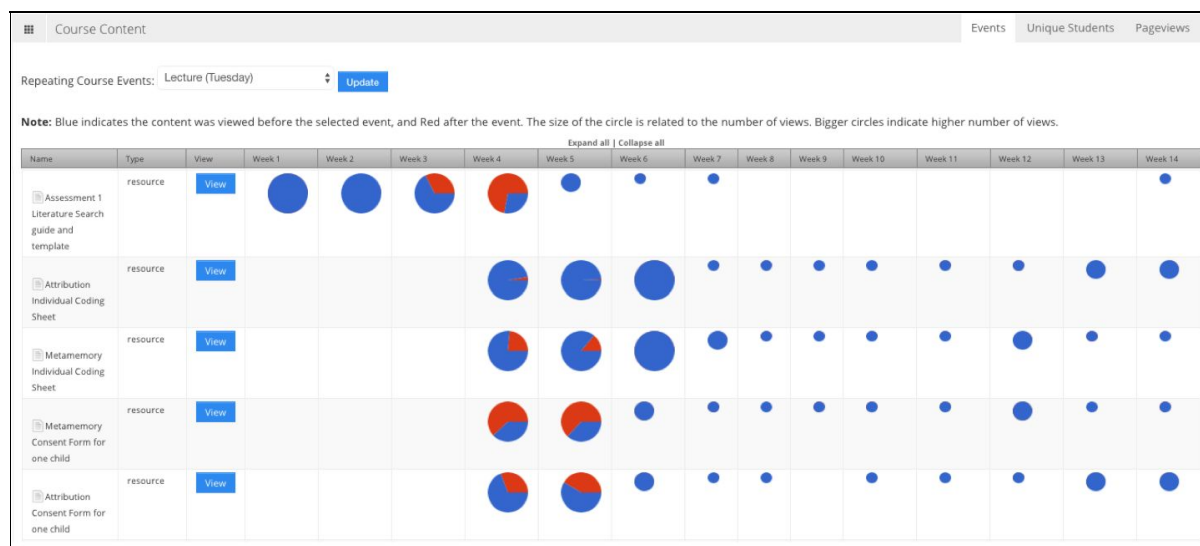 Course Content
Events Unique Students Pageviews
Repeating Course Events: Lecture (Tuesday) Update
Note: Blue indicates the content was viewed before the selected event, and Red after the event. The size of the circle is related to the number of views. Bigger circles indicate higher number of views.
Expand all | Collapse all
Name Type View Week 1 Week 2 Week 3 Week 4 Week 5 Week 6 Week 7 Week 8 Week 9 Week 10 Week 11 Week 12 Week 13 Week 14
resource View
Assessment 1
Literature Search
guide and
template
resource View
Attribution
Individual Coding
Sheet
resource View
Metamemory
Individual Coding
Sheet
resource View
Metamemory
Consent Form for
one child
resource View
Attribution
Consent Form for
one child